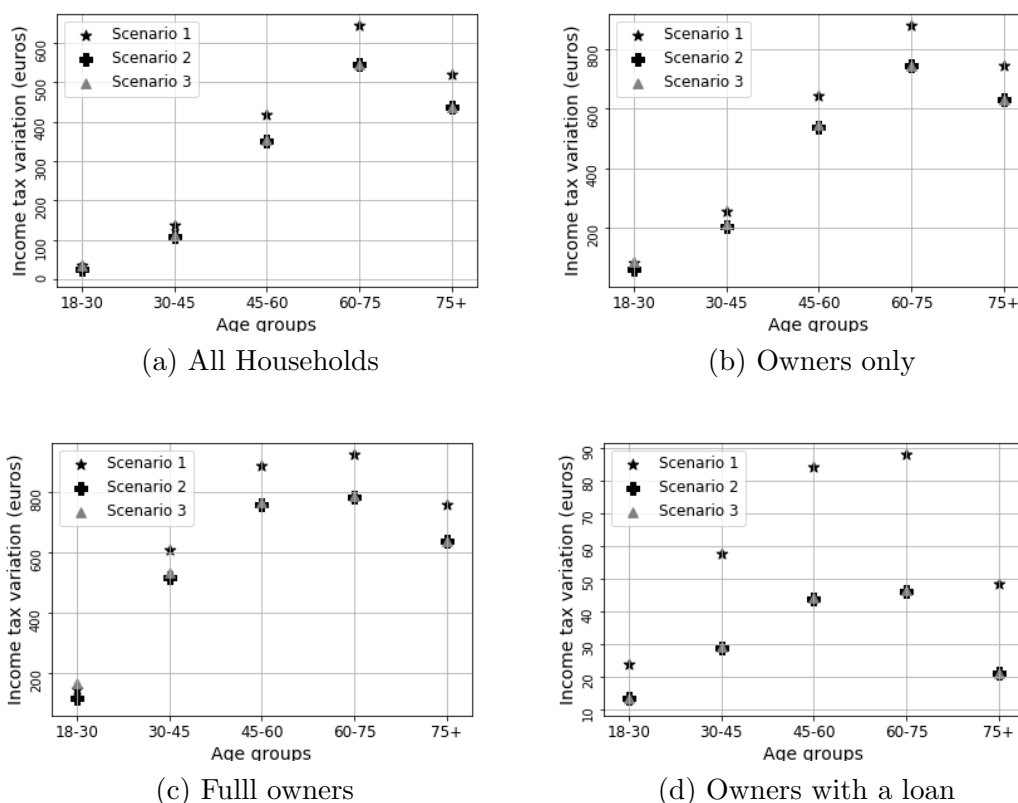 Income tax variation (euros)
600
500
400
300
200
100
0
Scenario 1
Scenario 2
Scenario 3
18-30 30-45 45-60 60-75 75+
Age groups
(a) All Households
Income tax variation (euros)
800
600
400
200
Scenario 1
Scenario 2
Scenario 3
18-30 30-45 45-60 60-75 75+
Age groups
(b) Owners only
Income tax variation (euros)
800
600
400
200
Scenario 1
Scenario 2
Scenario 3
18-30 30-45 45-60 60-75 75+
Age groups
(c) Fulll owners
Income tax variation (euros)
90
80
70
60
50
40
30
20
10
Scenario 1
Scenario 2
Scenario 3
18-30 30-45 45-60 60-75 75+
Age groups
(d) Owners with a loan